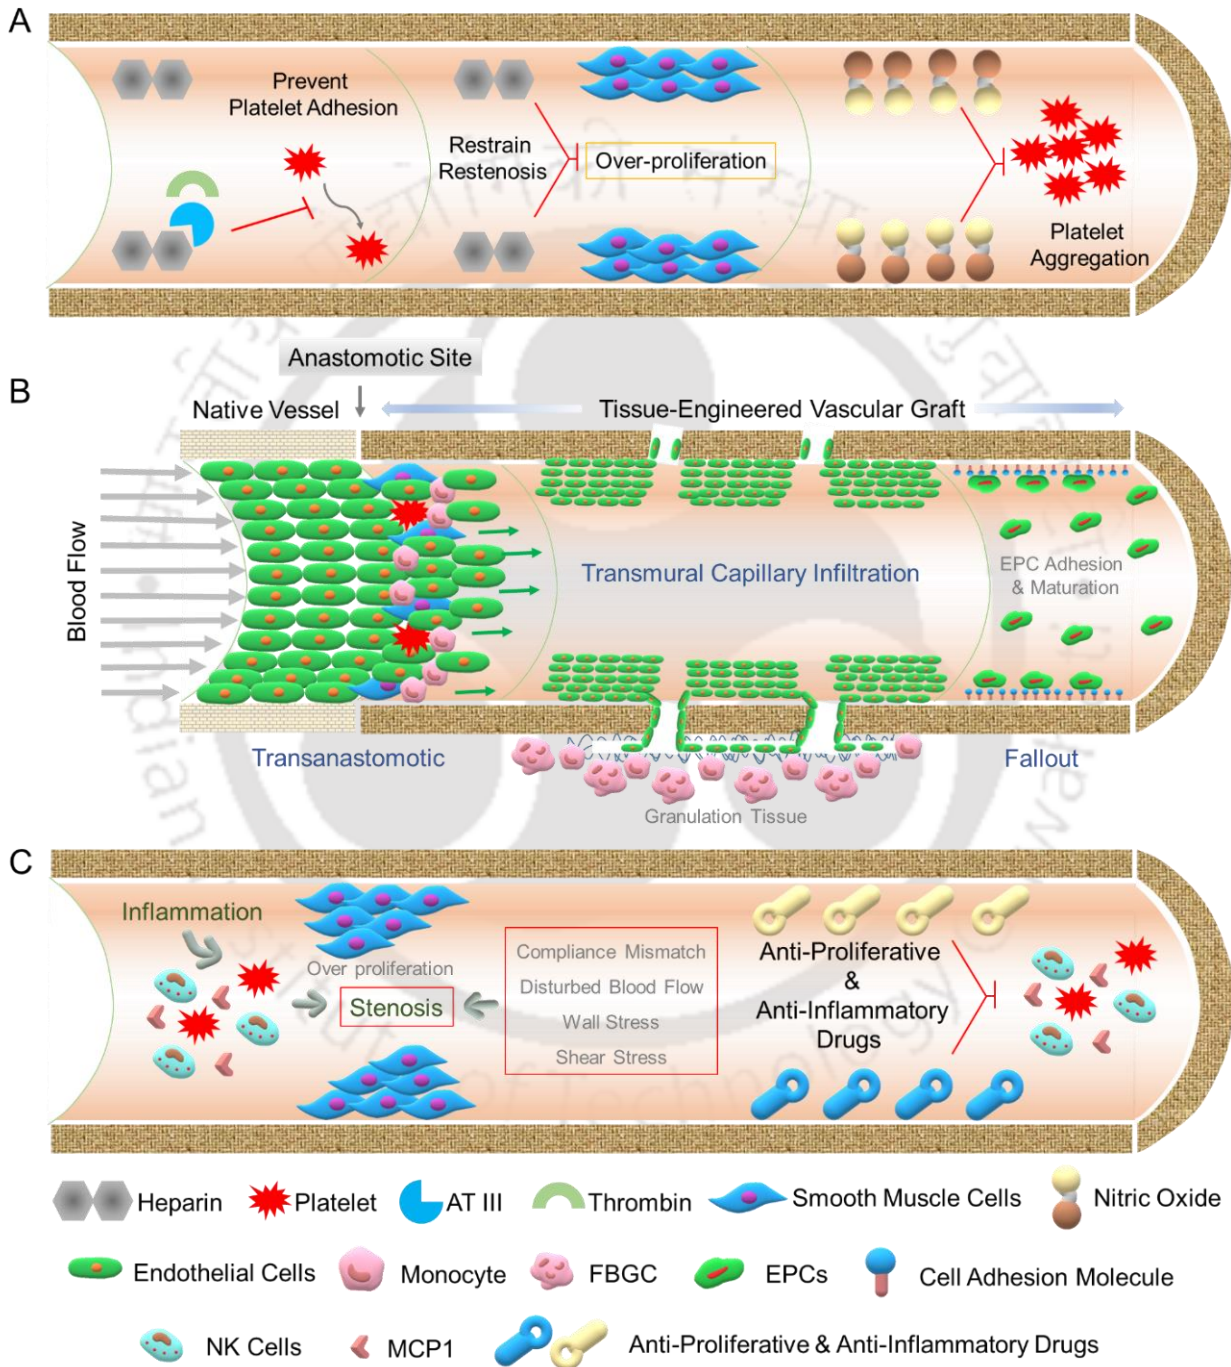 A
Prevent
Platelet Adhesion
Restrain
Restenosis
Over-proliferation
Platelet
Aggregation
Anastomotic Site
B
Native Vessel
Tissue-Engineered Vascular Graft
Blood Flow
Transmural Capillary Infiltration
EPC Adhesion
& Maturation
Transanastomotic
Fallout
Granulation Tissue
C
Inflammation
Over proliferation
Stenosis
Compliance Mismatch
Disturbed Blood Flow
Wall Stress
Shear Stress
Anti-Proliferative
&
Anti-Inflammatory
Drugs
Heparin
Platelet
AT III
Thrombin
Smooth Muscle Cells
Nitric Oxide
Endothelial Cells
Monocyte
FBGC
EPCs
Cell Adhesion Molecule
NK Cells
MCP1
Anti-Proliferative & Anti-Inflammatory Drugs